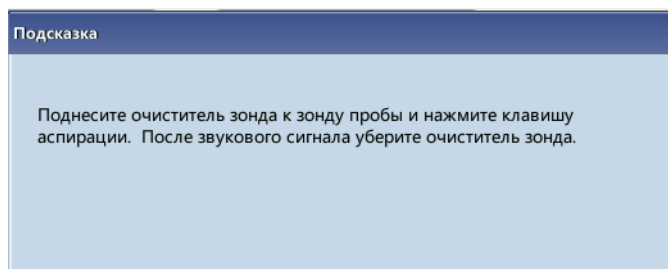 Подсказка
Поднесите очиститель зонда к зонду пробы и нажмите клавишу
аспирации.  После звукового сигнала уберите очиститель зонда.